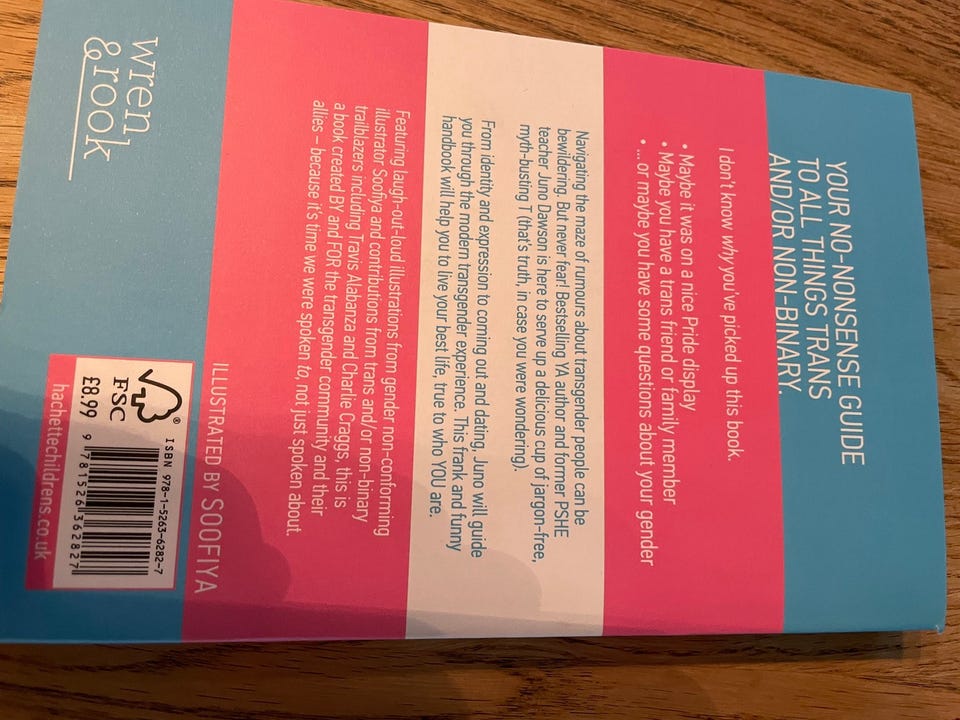 YOUR NO-NONSENSE GUIDE
TO ALL THINGS TRANS
AND/OR NON-BINARY.
I don't know why you've picked up this book.
• Maybe it was on a nice Pride display
• Maybe you have a trans friend or family member
• ... or maybe you have some questions about your gender
Navigating the maze of rumours about transgender people can be
bewildering. But never fear! Bestselling YA author and former PSHE
teacher Juno Dawson is here to serve up a delicious cup of jargon-free,
myth-busting T (that's truth, in case you were wondering).
From identity and expression to coming out and dating, Juno will guide
you through the modern transgender experience. This frank and funny
handbook will help you to live your best life, true to who YOU are.
Featuring laugh-out-loud illustrations from gender non-conforming
illustrator Soofiya and contributions from trans and/or non-binary
trailblazers including Travis Alabanza and Charlie Craggs, this is
a book created BY and FOR the transgender community and their
allies – because it's time we were spoken to, not just spoken about.
ILLUSTRATED BY SOOFIYA
wren
&rook
FSC
£8.99
ISBN 978-1-5263-6282-7
9 781526 362827
hachettechildrens.co.uk